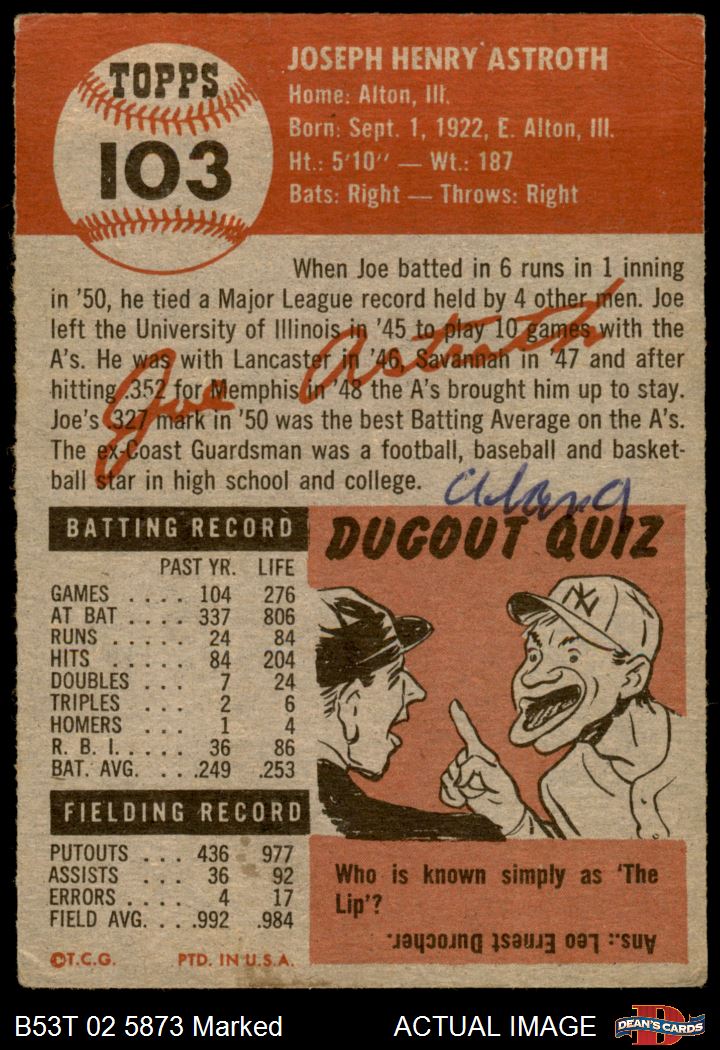 TOPPS
103
JOSEPH HENRY ASTROTH
Home: Alton, Ill.
Born: Sept. 1, 1922, E. Alton, Ill.
Ht.: 5'10" — Wt.: 187
Bats: Right — Throws: Right
When Joe batted in 6 runs in 1 inning
in '50, he tied a Major League record held by 4 other men. Joe
left the University of Illinois in '45 to play 10 games with the
A's. He was with Lancaster in '46, Savannah in '47 and after
hitting .352 for Memphis in '48 the A's brought him up to stay.
Joe's .327 mark in '50 was the best Batting Average on the A's.
The ex-Coast Guardsman was a football, baseball and basket-
ball star in high school and college.
Joe Astroth
BATTING RECORD
PAST YR. LIFE
GAMES . . . . 104 276
AT BAT . . . . 337 806
RUNS . . . . . 24 84
HITS . . . . . 84 204
DOUBLES . . . 7 24
TRIPLES . . . 2 6
HOMERS . . . 1 4
R. B. I. . . . . 36 86
BAT. AVG. . . .249 .253
FIELDING RECORD
PUTOUTS . . . 436 977
ASSISTS . . . 36 92
ERRORS . . . 4 17
FIELD AVG. . . .992 .984
©T.C.G. PTD. IN U.S.A.
DUGOUT QUIZ
NY
Who is known simply as 'The
Lip'?
Ans.: Leo Ernest Durocher.
B53T 02 5873 Marked
ACTUAL IMAGE
DEAN'S CARDS